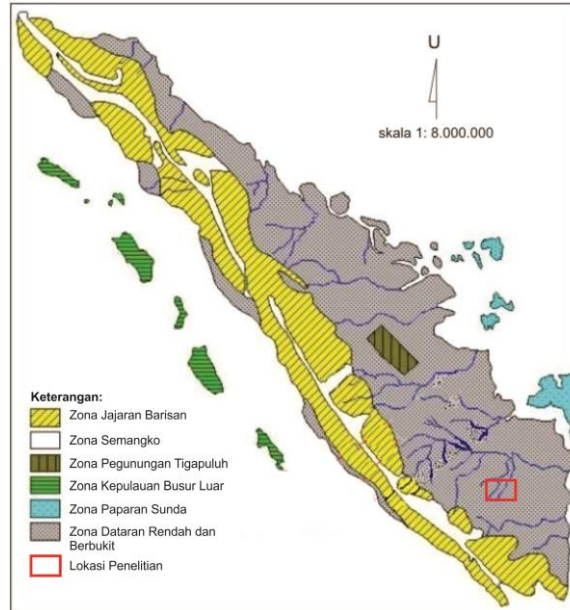 U
skala 1: 8.000.000
Keterangan:
Zona Jajaran Barisan
Zona Semangko
Zona Pegunungan Tigapuluh
Zona Kepulauan Busur Luar
Zona Paparan Sunda
Zona Dataran Rendah dan
Berbukit
Lokasi Penelitian